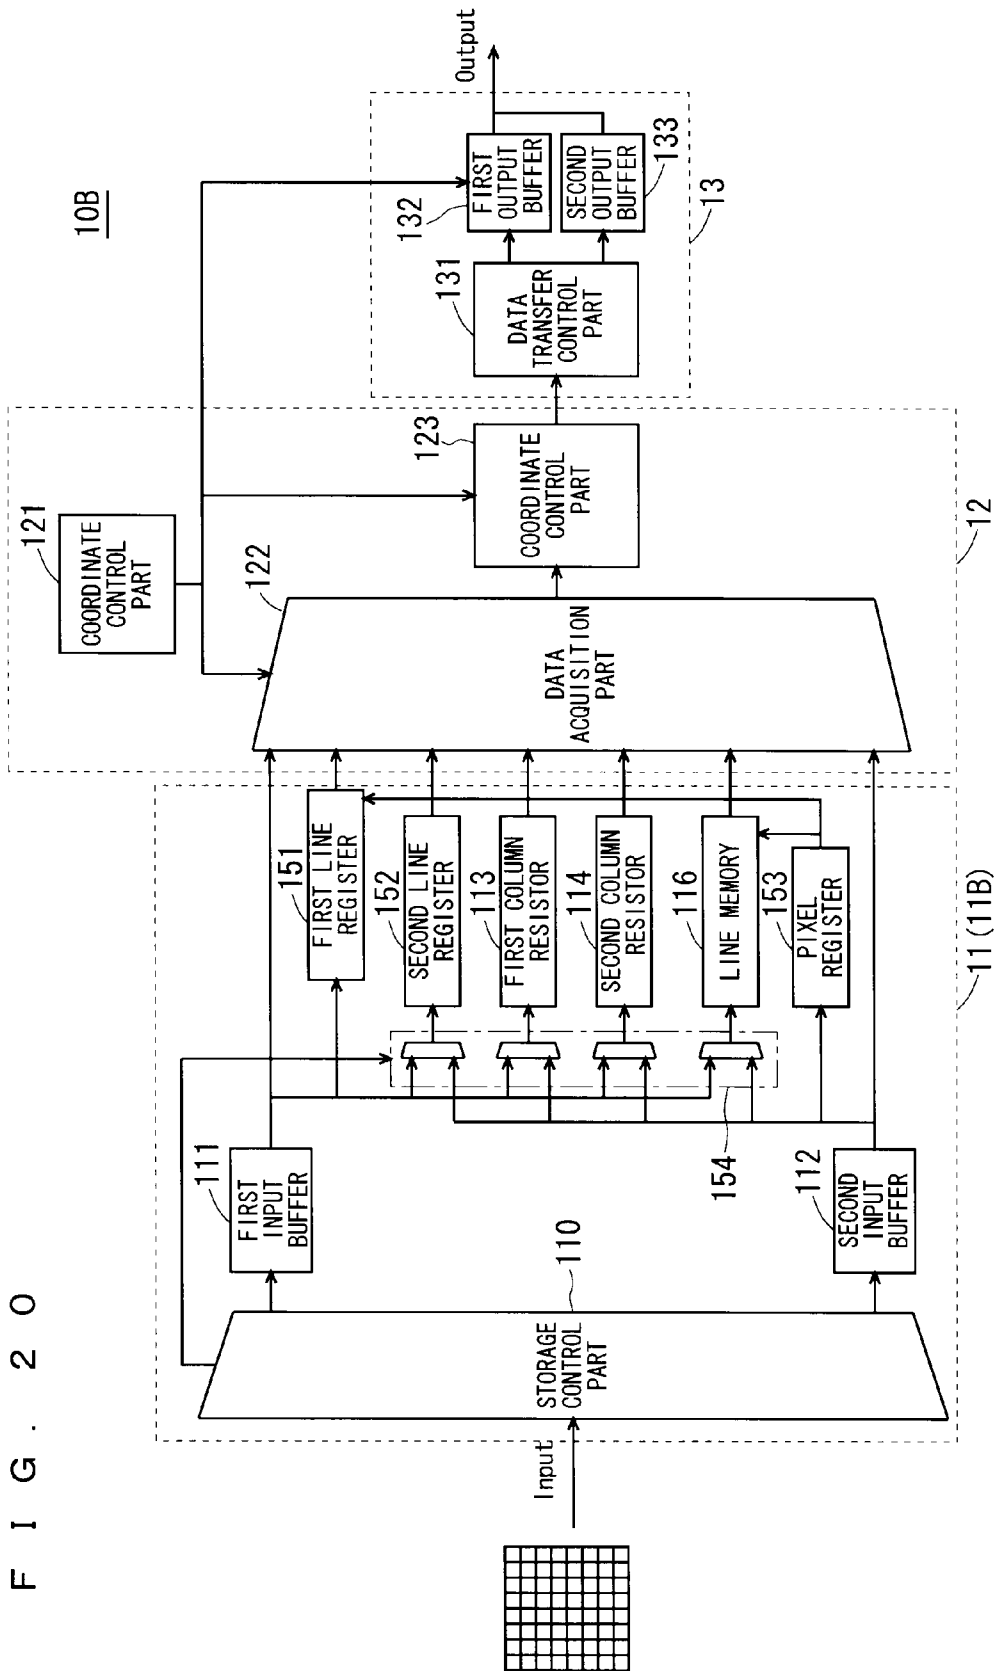 FIG. 20
10B
Input
STORAGE
CONTROL
PART
110
111
FIRST
INPUT
BUFFER
112
SECOND
INPUT
BUFFER
154
151
FIRST LINE
REGISTER
152
SECOND LINE
REGISTER
113
FIRST COLUMN
RESISTOR
114
SECOND COLUMN
RESISTOR
116
LINE MEMORY
153
PIXEL
REGISTER
11(11B)
121
COORDINATE
CONTROL
PART
122
DATA
ACQUISITION
PART
123
COORDINATE
CONTROL
PART
12
131
DATA
TRANSFER
CONTROL
PART
132
FIRST
OUTPUT
BUFFER
SECOND
OUTPUT
BUFFER
133
13
Output